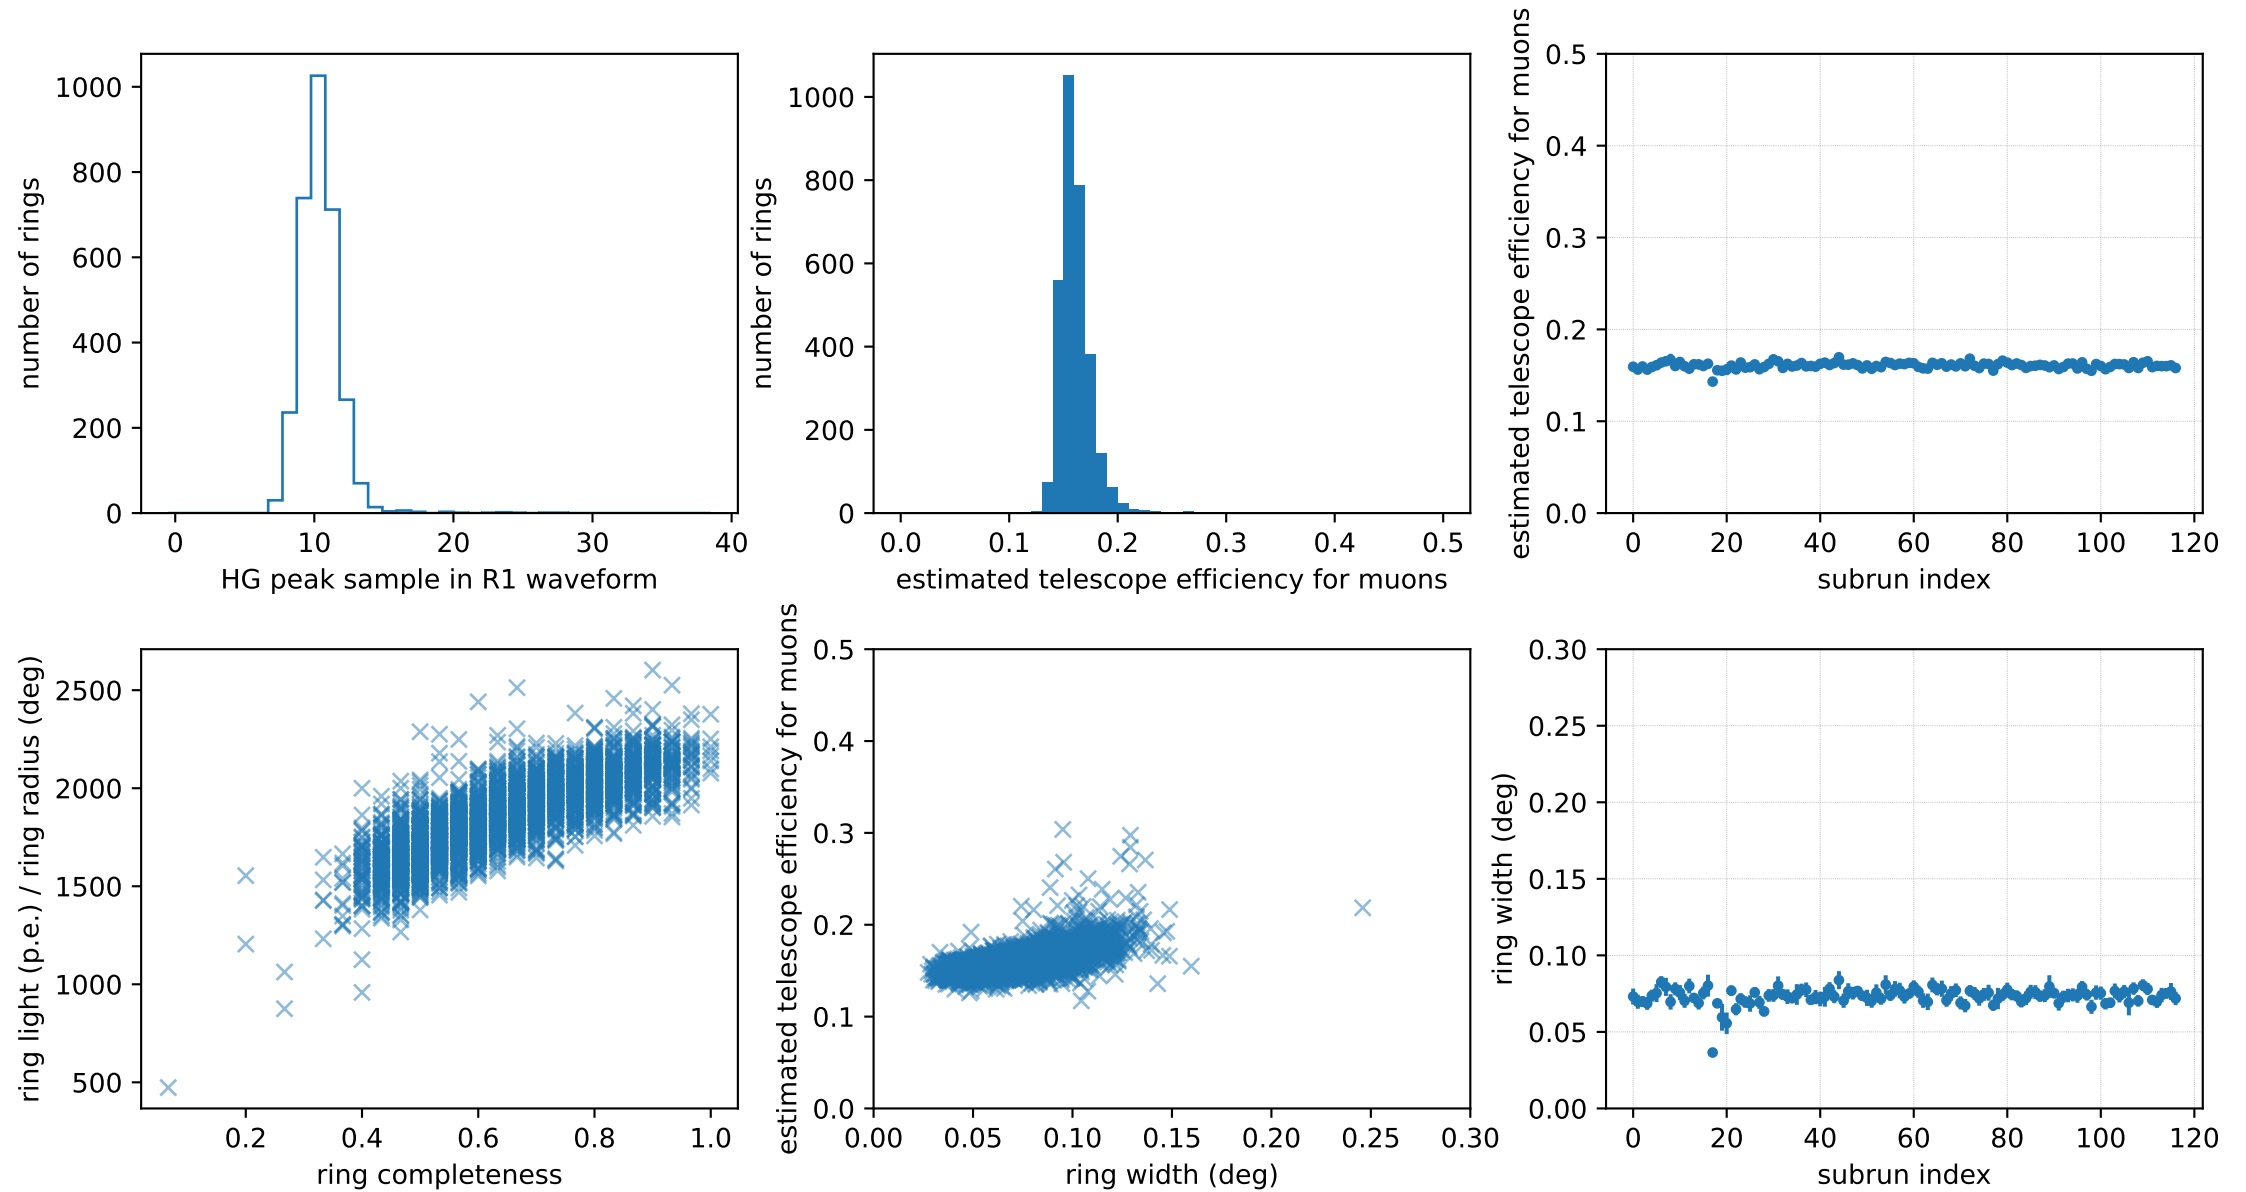 1000
800
600
400
200
0
number of rings
0 10 20 30 40
HG peak sample in R1 waveform
1000
800
600
400
200
0
number of rings
0.0 0.1 0.2 0.3 0.4 0.5
estimated telescope efficiency for muons
0.5
0.4
0.3
0.2
0.1
0.0
estimated telescope efficiency for muons
0 20 40 60 80 100 120
subrun index
2500
2000
1500
1000
500
ring light (p.e.) / ring radius (deg)
0.2 0.4 0.6 0.8 1.0
ring completeness
0.5
0.4
0.3
0.2
0.1
0.0
estimated telescope efficiency for muons
0.00 0.05 0.10 0.15 0.20 0.25 0.30
ring width (deg)
0.30
0.25
0.20
0.15
0.10
0.05
0.00
ring width (deg)
0 20 40 60 80 100 120
subrun index